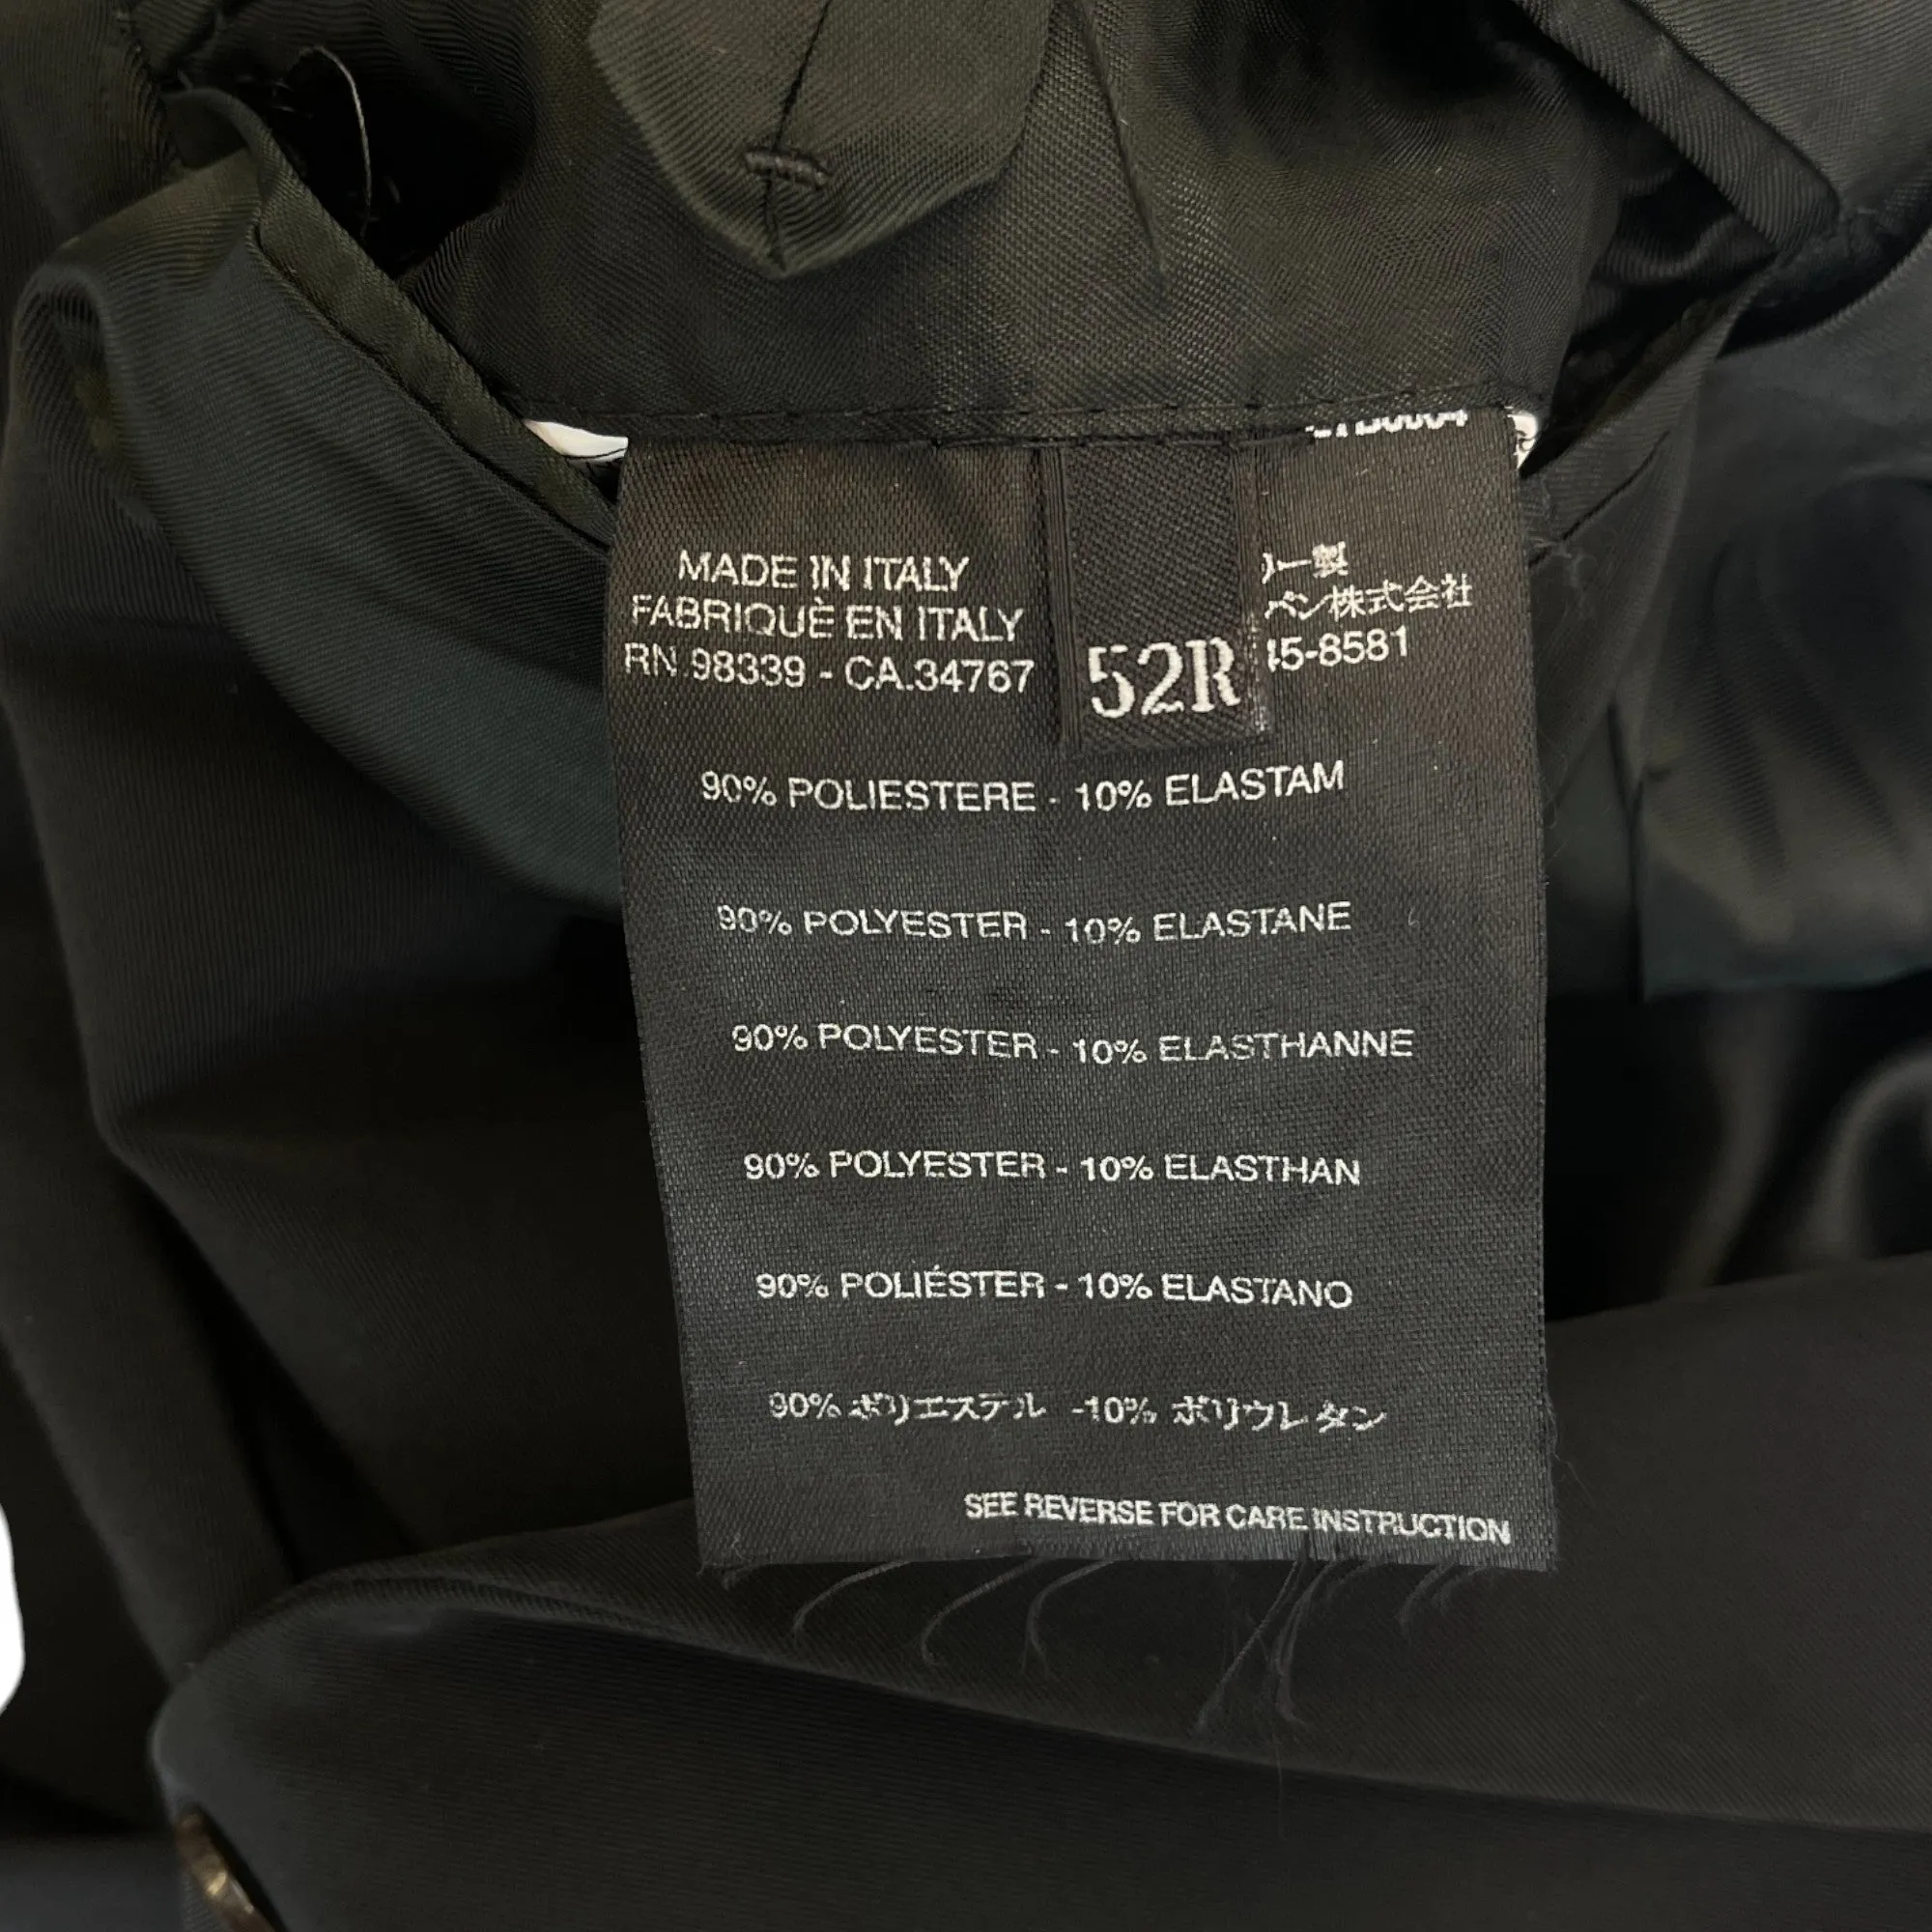 MADE IN ITALY
FABRIQUÈ EN ITALY
RN 98339 - CA.34767
52R
リー製
ペン株式会社
45-8581
90% POLIESTERE - 10% ELASTAM
90% POLYESTER - 10% ELASTANE
90% POLYESTER - 10% ELASTHANNE
90% POLYESTER - 10% ELASTHAN
90% POLIÉSTER - 10% ELASTANO
90% ポリエステル -10% ポリウレタン
SEE REVERSE FOR CARE INSTRUCTION